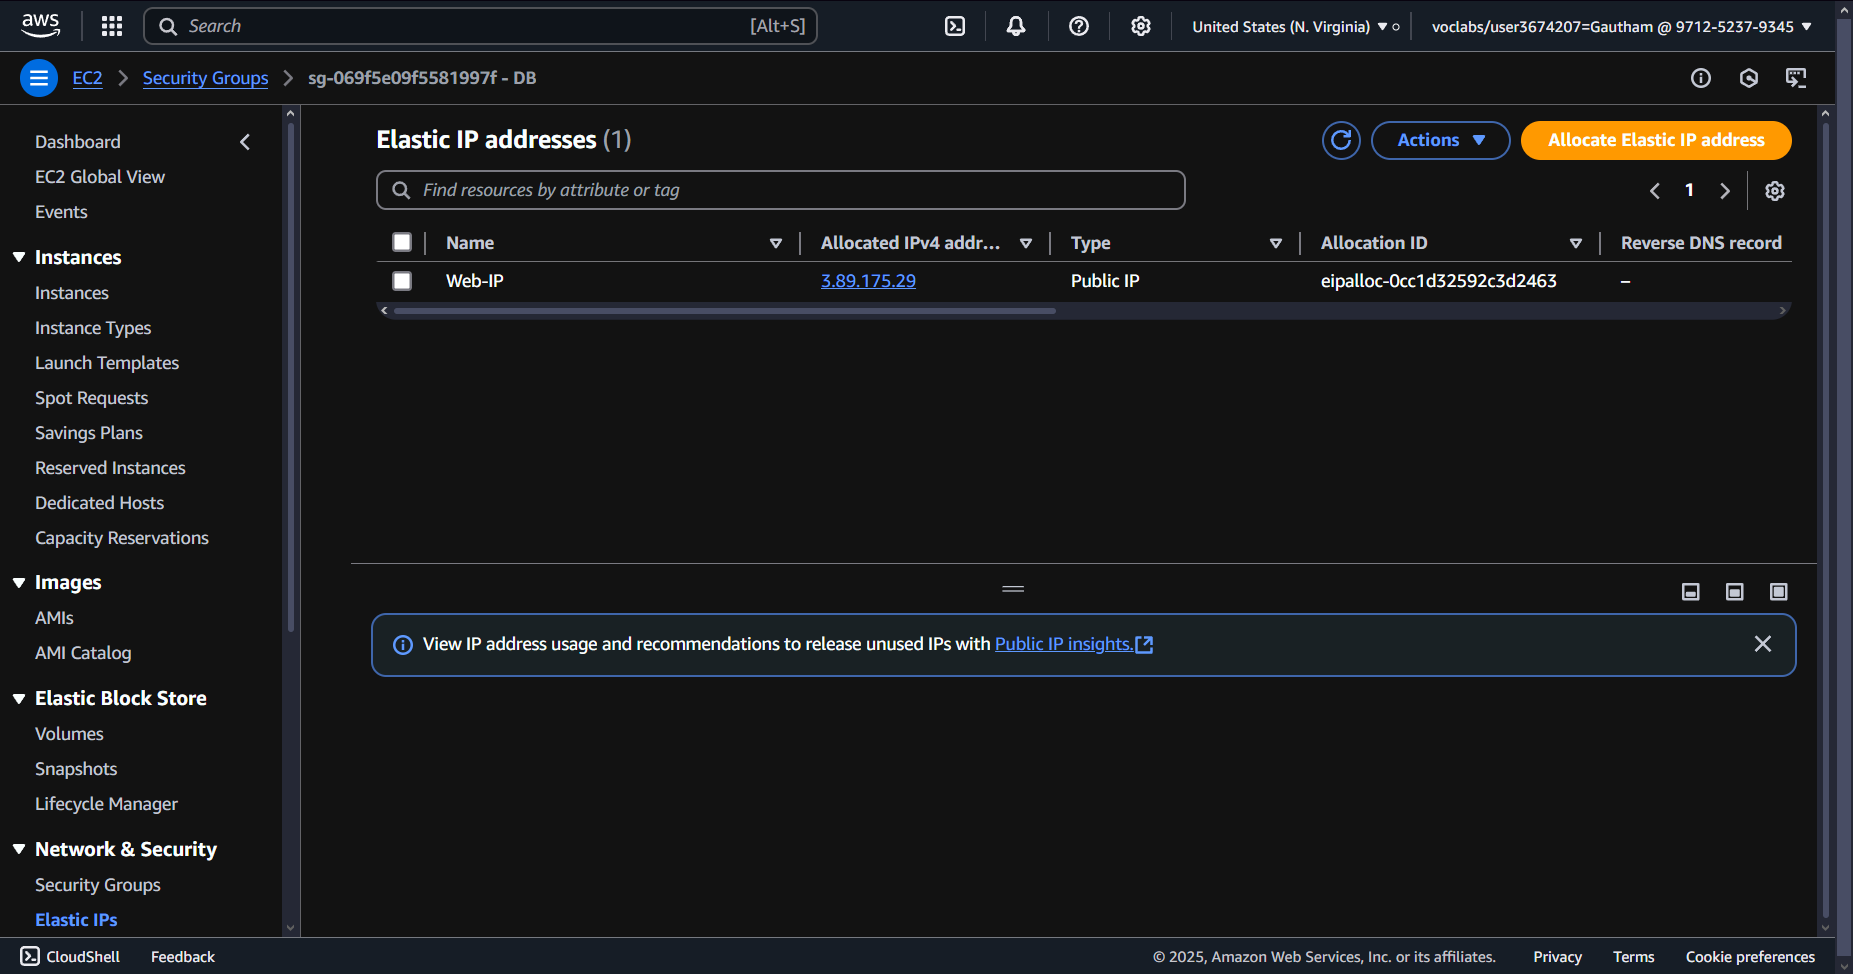 aws
Search [Alt+S]
United States (N. Virginia)
voclabs/user3674207=Gautham @ 9712-5237-9345
EC2
Security Groups
sg-069f5e09f5581997f - DB
Dashboard
EC2 Global View
Events
Instances
Instances
Instance Types
Launch Templates
Spot Requests
Savings Plans
Reserved Instances
Dedicated Hosts
Capacity Reservations
Images
AMIs
AMI Catalog
Elastic Block Store
Volumes
Snapshots
Lifecycle Manager
Network & Security
Security Groups
Elastic IPs
Elastic IP addresses (1)
Actions
Allocate Elastic IP address
Find resources by attribute or tag
1
Name Allocated IPv4 addr... Type Allocation ID Reverse DNS record
Web-IP 3.89.175.29 Public IP eipalloc-0cc1d32592c3d2463 –
View IP address usage and recommendations to release unused IPs with Public IP insights.
CloudShell Feedback © 2025, Amazon Web Services, Inc. or its affiliates. Privacy Terms Cookie preferences